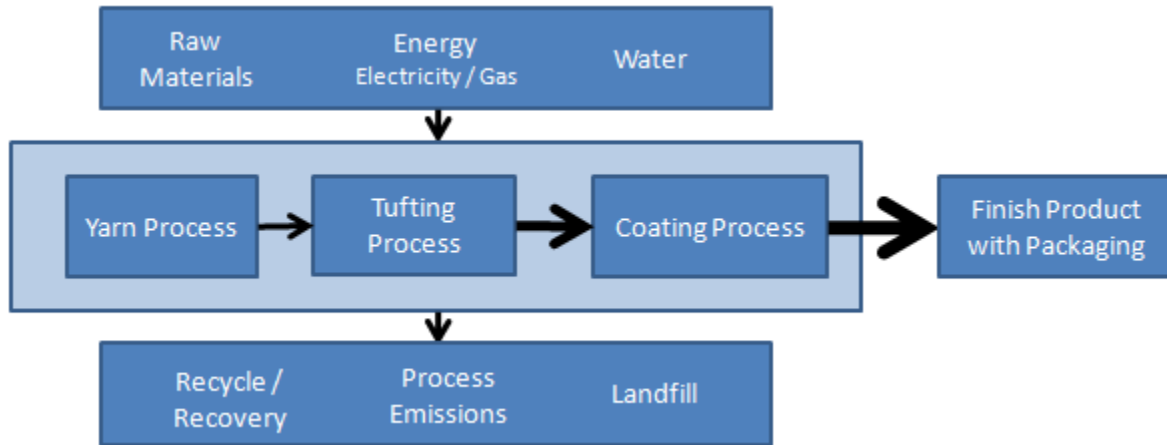 Raw
Materials
Energy
Electricity / Gas
Water
Yarn Process
Tufting
Process
Coating Process
Finish Product
with Packaging
Recycle /
Recovery
Process
Emissions
Landfill